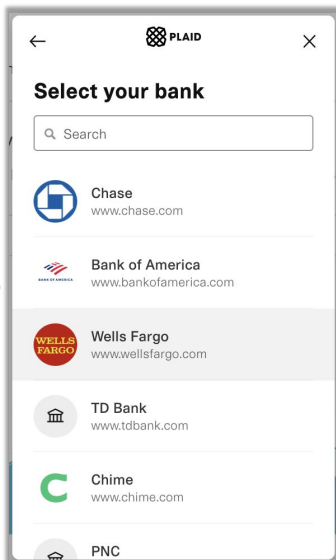 PLAID
Select your bank
Search
Chase
www.chase.com
Bank of America
BANK OF AMERICA
www.bankofamerica.com
WELLS
FARGO
Wells Fargo
www.wellsfargo.com
TD Bank
www.tdbank.com
C
Chime
www.chime.com
PNC